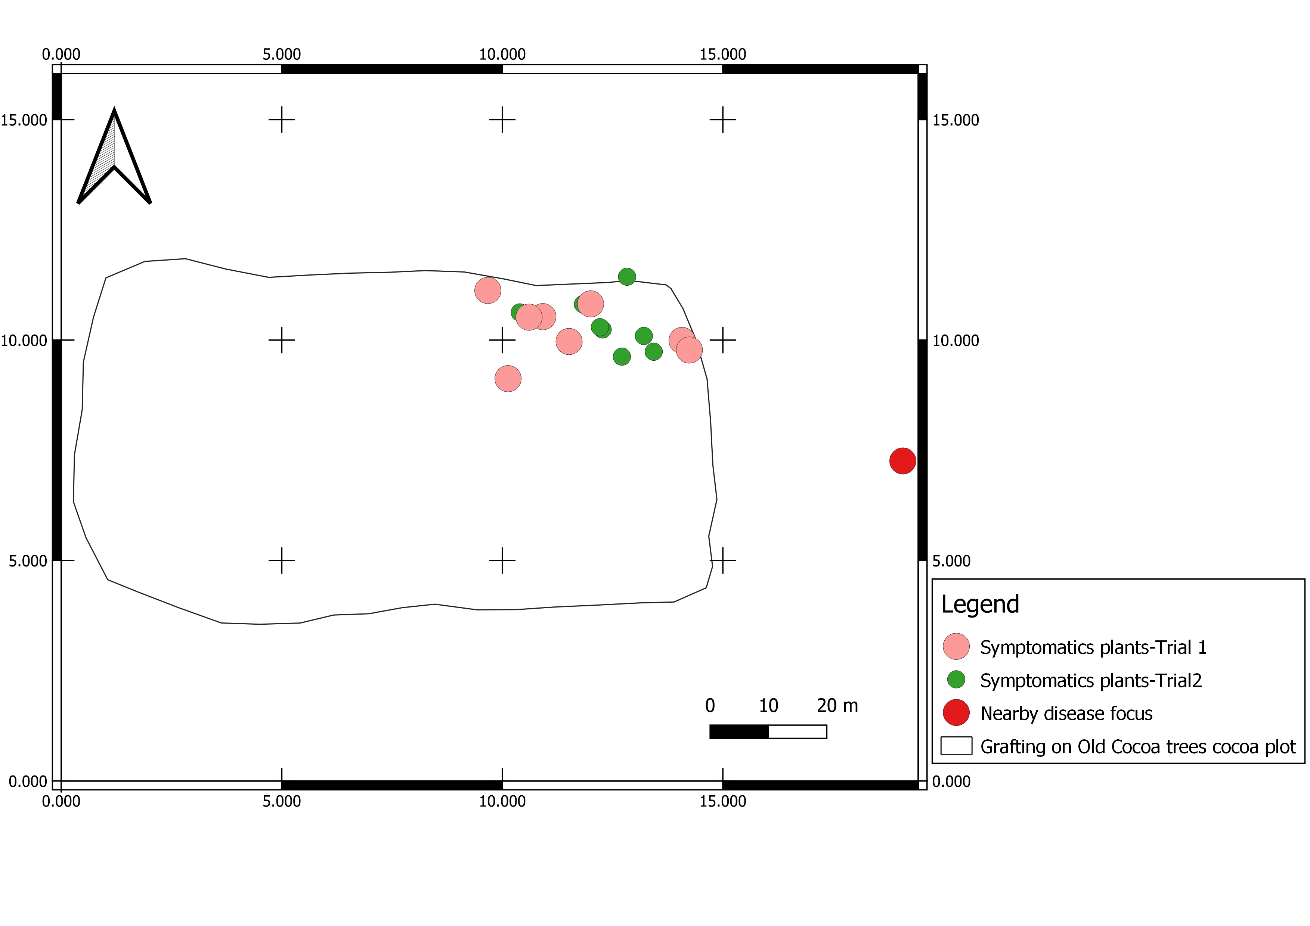 0.000 5.000 10.000 15.000
15.000 15.000
10.000 10.000
5.000 5.000
Legend
Symptomatics plants-Trial 1
Symptomatics plants-Trial2
Nearby disease focus
Grafting on Old Cocoa trees cocoa plot
0 10 20 m
0.000 0.000
0.000 5.000 10.000 15.000